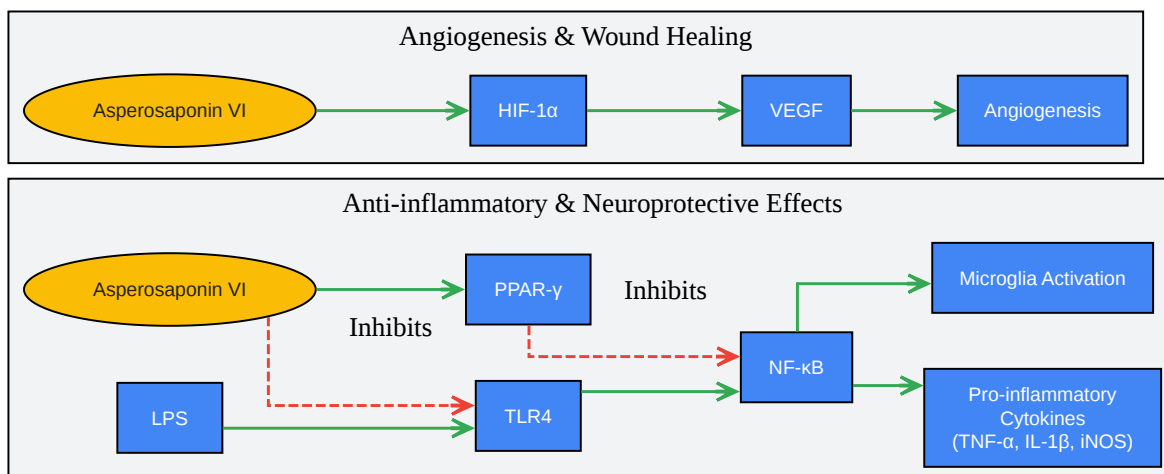 Angiogenesis & Wound Healing
Asperosaponin VI
HIF-1α
VEGF
Angiogenesis
Anti-inflammatory & Neuroprotective Effects
Asperosaponin VI
PPAR-γ
Inhibits
Microglia Activation
Inhibits
NF-κB
LPS
TLR4
Pro-inflammatory
Cytokines
(TNF-α, IL-1β, iNOS)